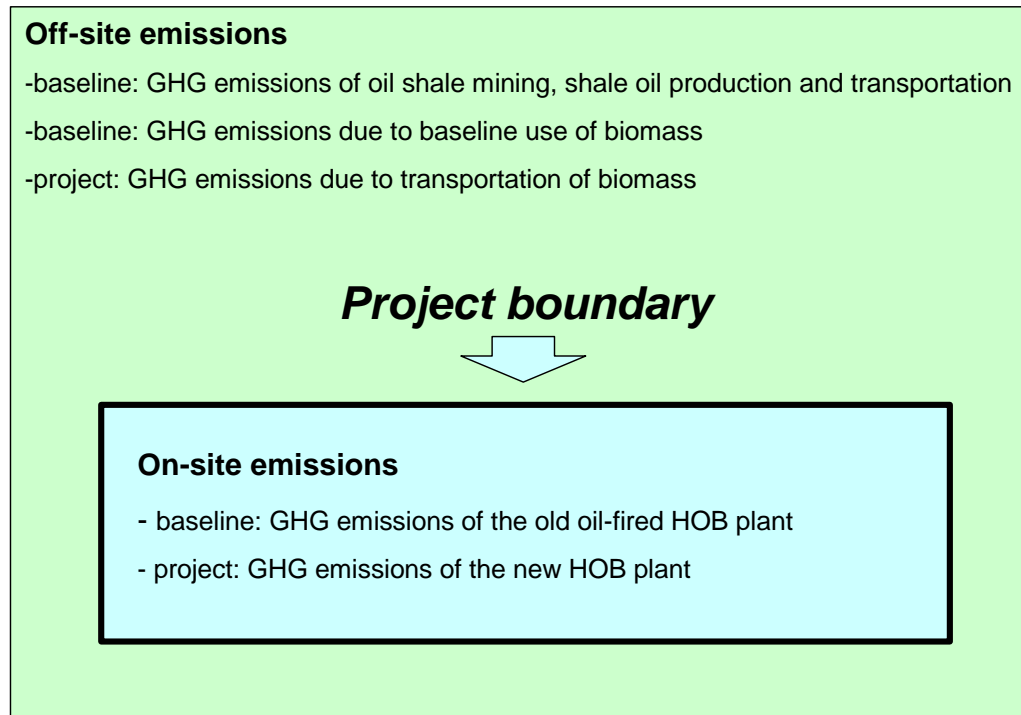 Off-site emissions
-baseline: GHG emissions of oil shale mining, shale oil production and transportation
-baseline: GHG emissions due to baseline use of biomass
-project: GHG emissions due to transportation of biomass
Project boundary
On-site emissions
- baseline: GHG emissions of the old oil-fired HOB plant
- project: GHG emissions of the new HOB plant